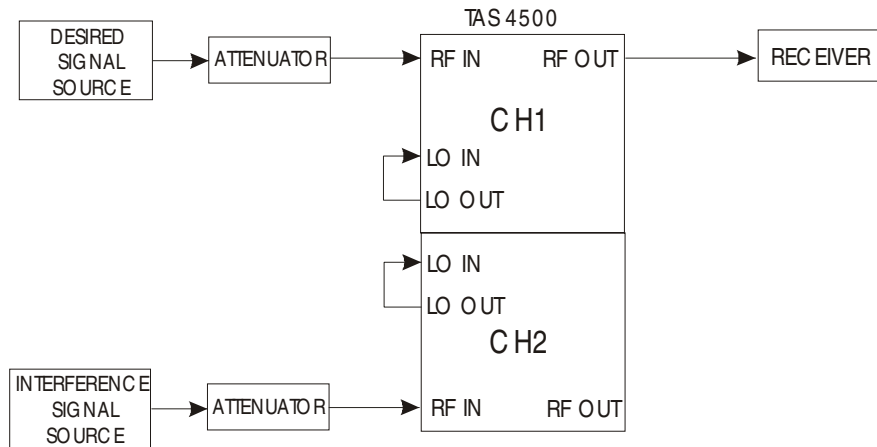 TAS 4500
DESIRED
SIGNAL
SOURCE
ATTENUATOR
RF IN
RF OUT
RECEIVER
CH1
LO IN
LO OUT
LO IN
LO OUT
CH2
INTERFERENCE
SIGNAL
SOURCE
ATTENUATOR
RF IN
RF OUT